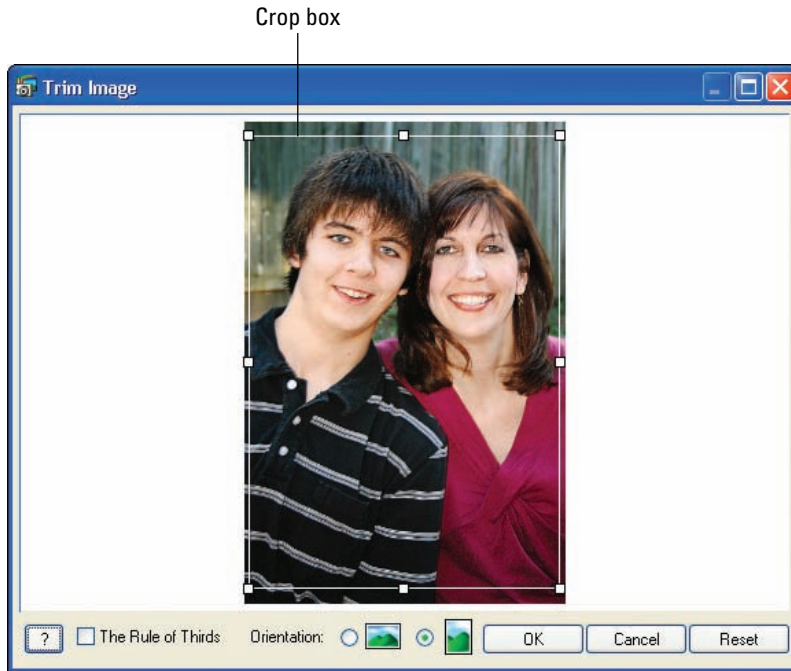 Crop box
Trim Image
?
The Rule of Thirds
Orientation:
OK
Cancel
Reset